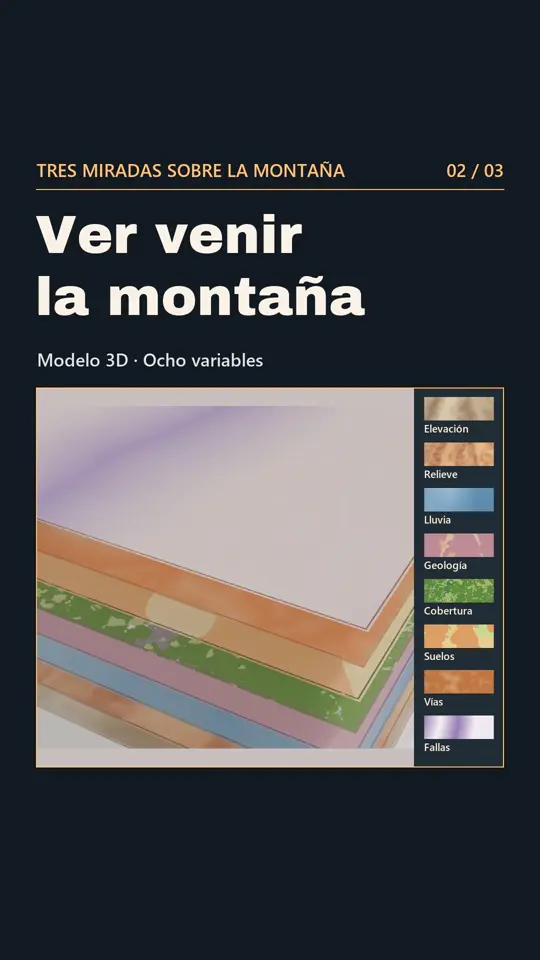 TRES MIRADAS SOBRE LA MONTAÑA 02 / 03
Ver venir
la montaña
Modelo 3D · Ocho variables
Elevación
Relieve
Lluvia
Geología
Cobertura
Suelos
Vías
Fallas